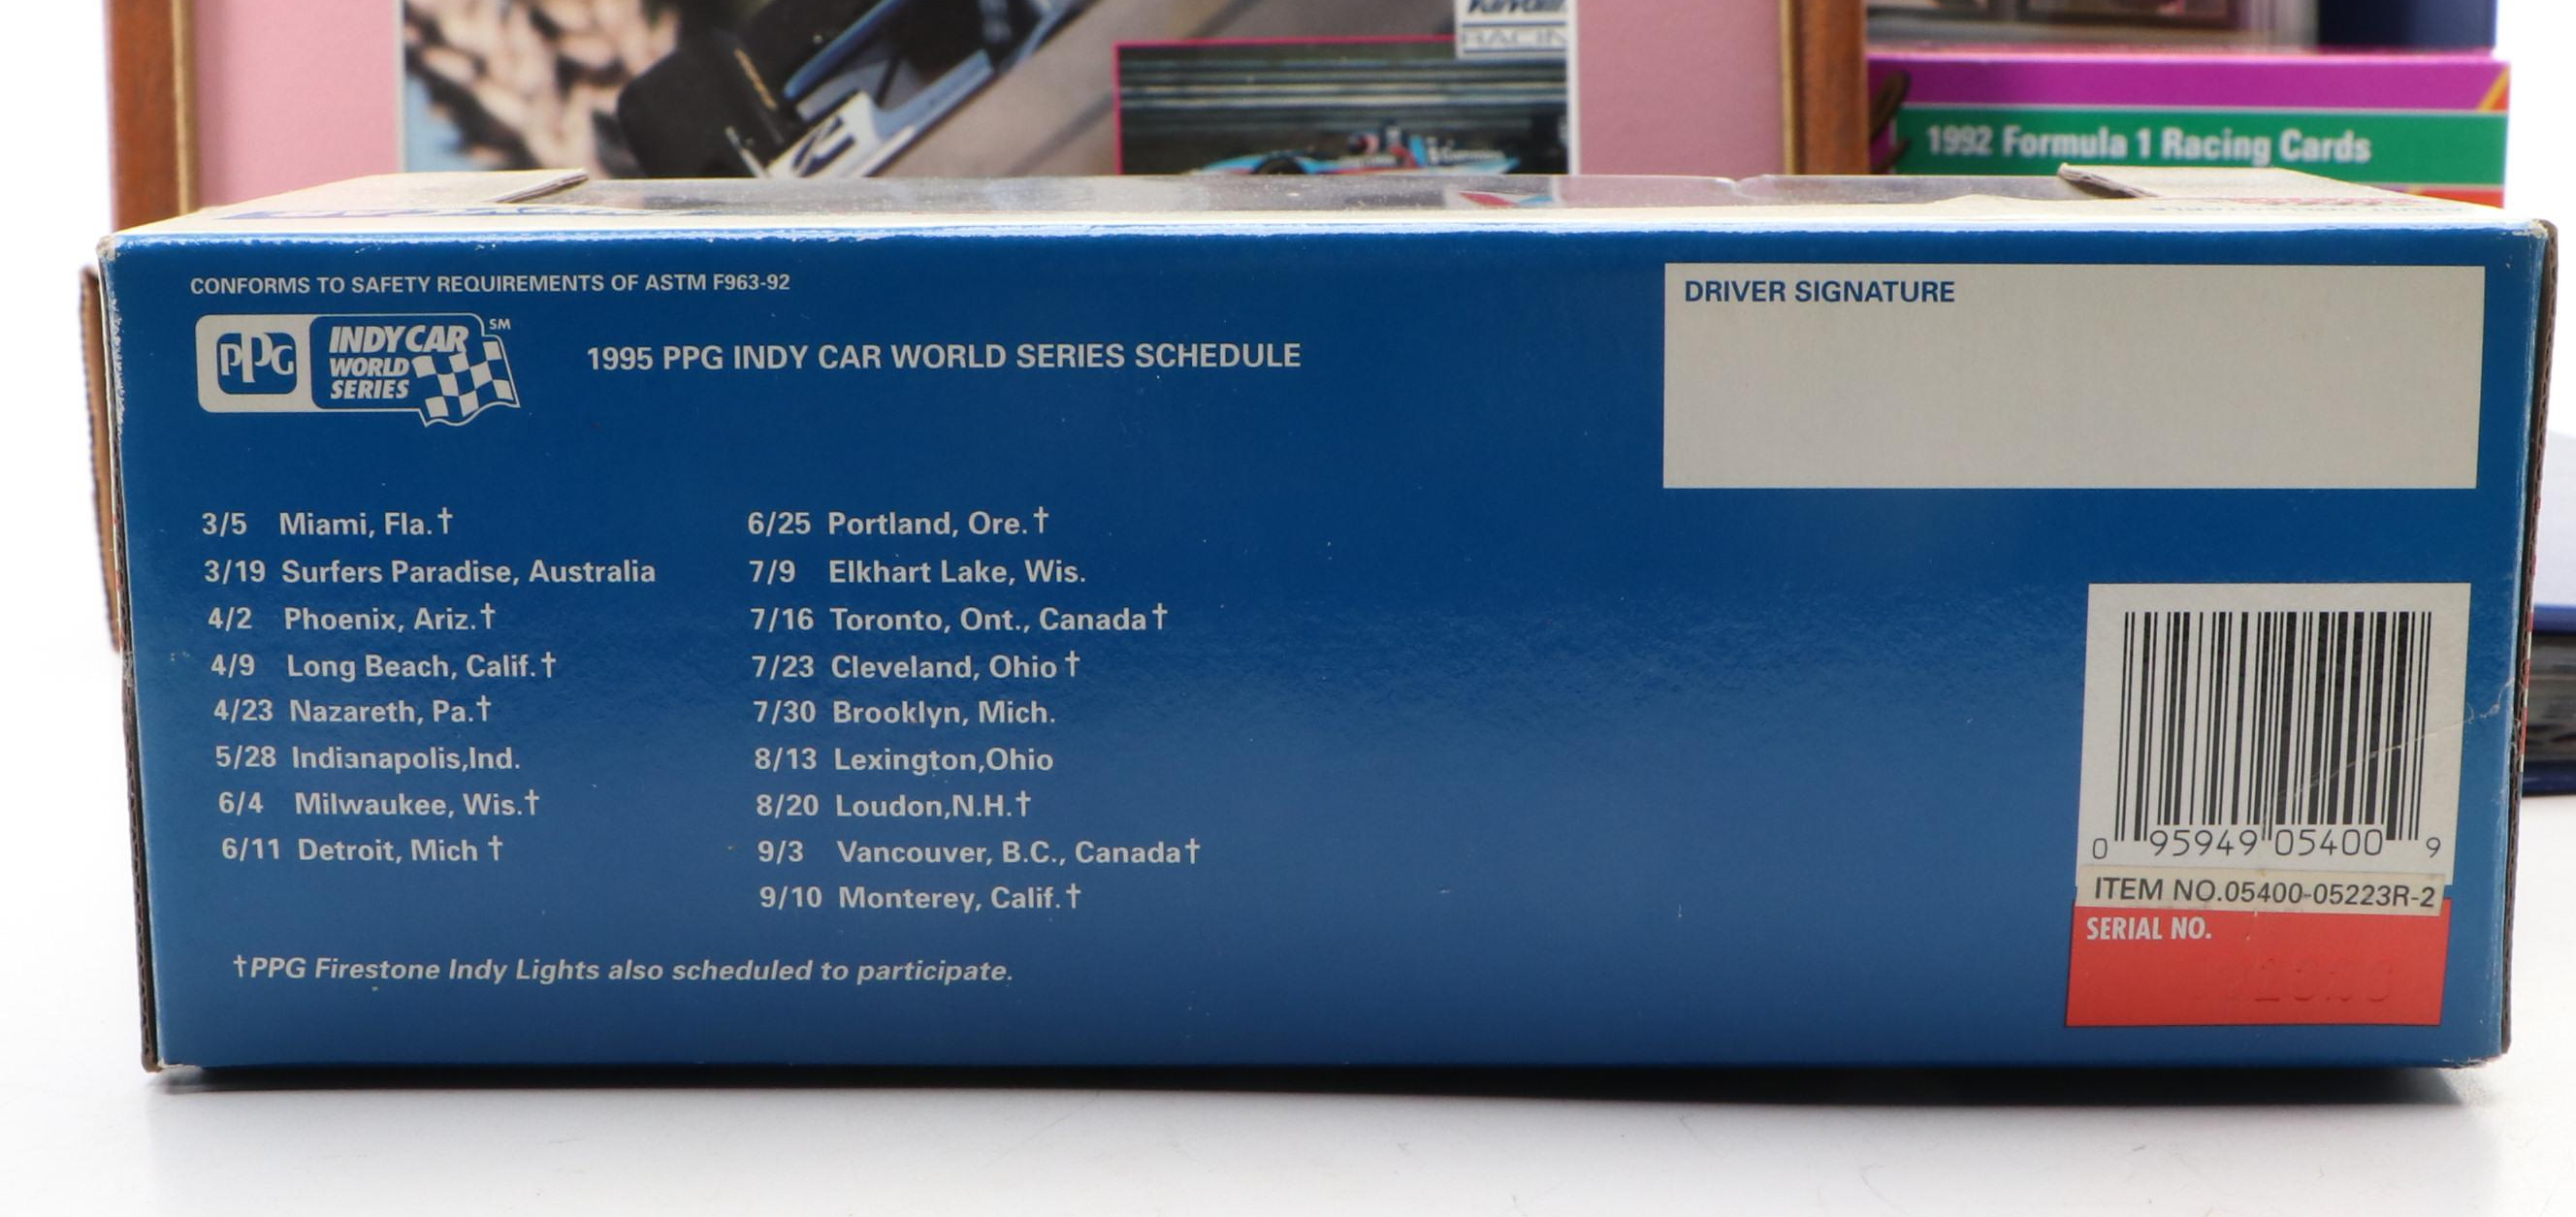 RACIN
1992 Formula 1 Racing Cards
CONFORMS TO SAFETY REQUIREMENTS OF ASTM F963-92
PPG INDYCAR WORLD SERIES SM
1995 PPG INDY CAR WORLD SERIES SCHEDULE
DRIVER SIGNATURE
3/5 Miami, Fla.†
3/19 Surfers Paradise, Australia
4/2 Phoenix, Ariz.†
4/9 Long Beach, Calif.†
4/23 Nazareth, Pa.†
5/28 Indianapolis,Ind.
6/4 Milwaukee, Wis.†
6/11 Detroit, Mich †
6/25 Portland, Ore.†
7/9 Elkhart Lake, Wis.
7/16 Toronto, Ont., Canada†
7/23 Cleveland, Ohio†
7/30 Brooklyn, Mich.
8/13 Lexington,Ohio
8/20 Loudon,N.H.†
9/3 Vancouver, B.C., Canada†
9/10 Monterey, Calif.†
†PPG Firestone Indy Lights also scheduled to participate.
0 95949 05400 9
ITEM NO.05400-05223R-2
SERIAL NO.